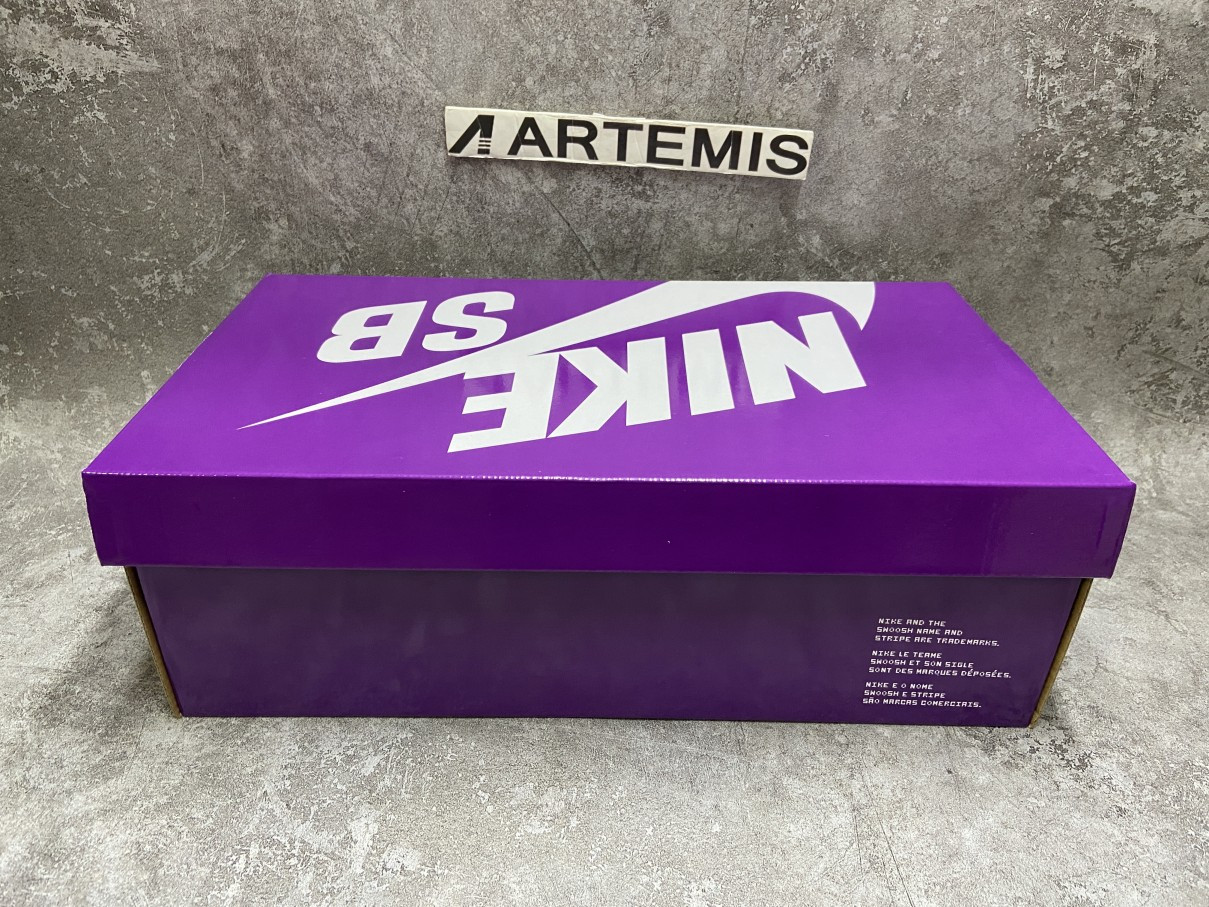 ARTEMIS
SB
NIKE
NIKE AND THE
SWOOSH NAME AND
STRIPE ARE TRADEMARKS.
NIKE LE TERME
SWOOSH ET SON SIGLE
SONT DES MARQUES DÉPOSÉES.
NIKE E O NOME
SWOOSH E STRIPE
SÃO MARCAS COMERCIAIS.